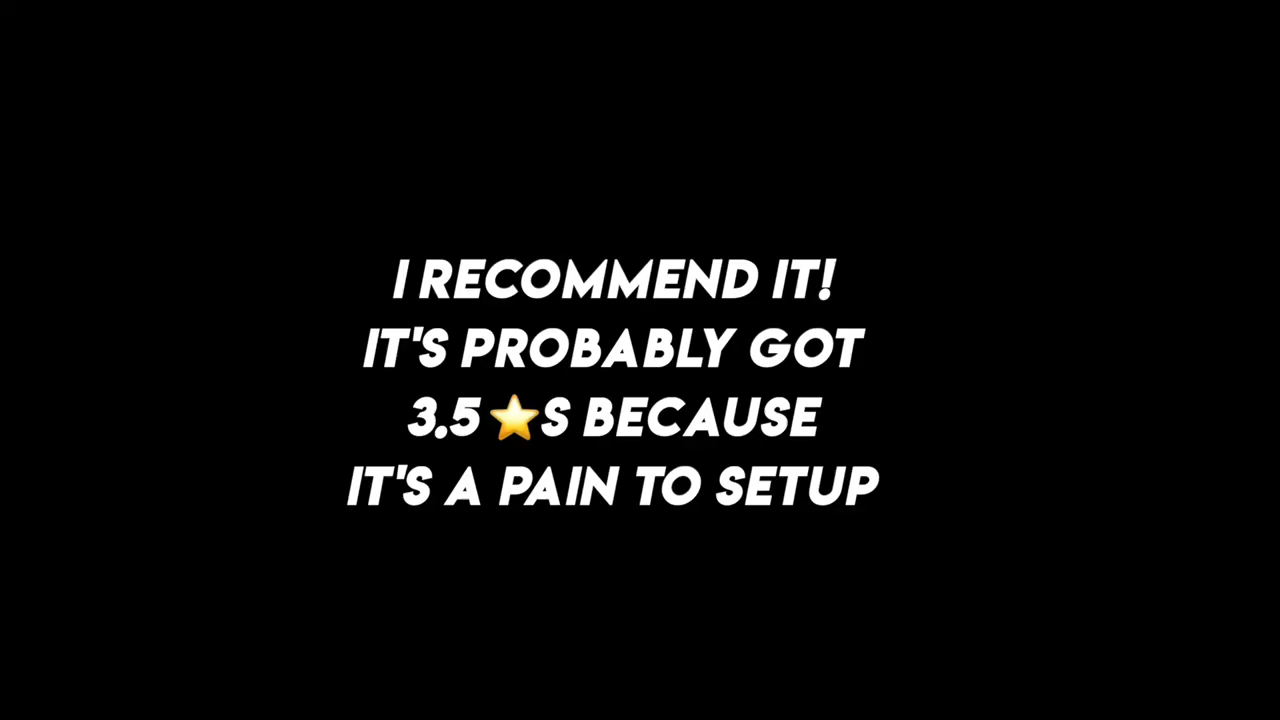 I RECOMMEND IT!
IT'S PROBABLY GOT
3.5⭐S BECAUSE
IT'S A PAIN TO SETUP